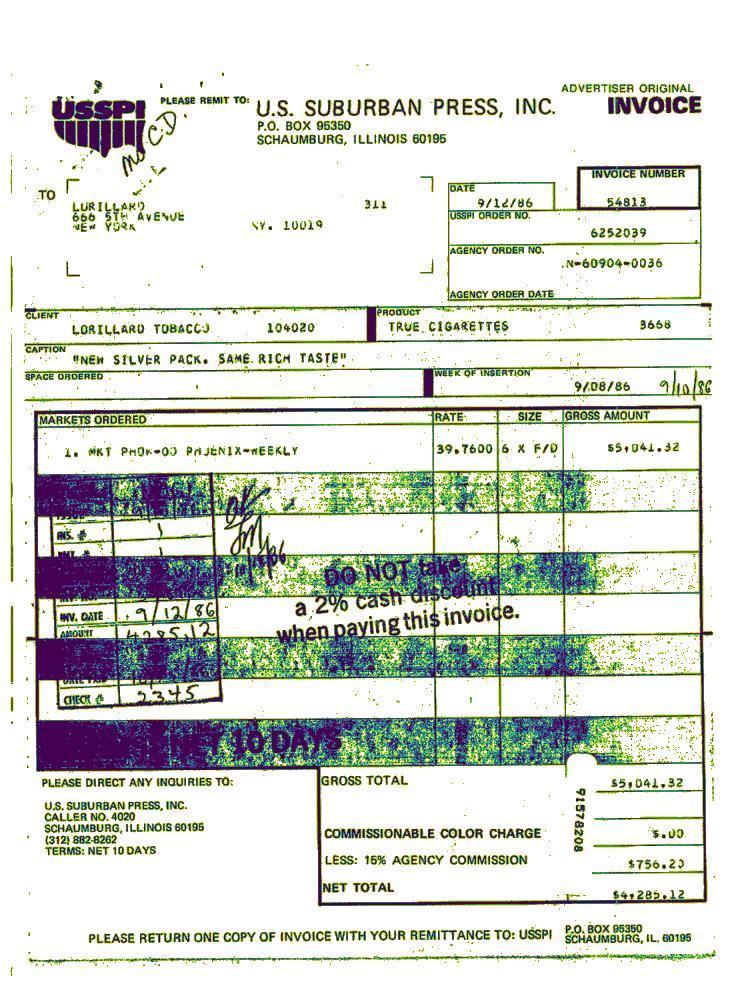 ADVERTISER ORIGINAL
INVOICE
USSPI
PLEASE REMIT TO:
U.S. SUBURBAN PRESS, INC.
P.O. BOX 95350
SCHAUMBURG, ILLINOIS 60195
TO
LORILLARD 311
666 5TH AVENUE
NEW YORK NY. 10019
INVOICE NUMBER
54813
DATE
9/12/86
USSPI ORDER NO.
6252039
AGENCY ORDER NO.
N-60904-0036
AGENCY ORDER DATE
CLIENT
LORILLARD TOBACCO 104020
PRODUCT
TRUE CIGARETTES 3668
CAPTION
"NEW SILVER PACK. SAME RICH TASTE"
SPACE ORDERED
WEEK OF INSERTION
9/08/86 9/10/86
MARKETS ORDERED RATE SIZE GROSS AMOUNT
1. MKT PHOK-OO PHOENIX-WEEKLY 39.7600 6 X F/D $5,041.32
INS. #
INV. DATE 9/12/86
AMOUNT 4285.12
CHECK # 2345
DO NOT take
a 2% cash discount
when paying this invoice.
10 DAYS
PLEASE DIRECT ANY INQUIRIES TO:
U.S. SUBURBAN PRESS, INC.
CALLER NO. 4020
SCHAUMBURG, ILLINOIS 60195
(312) 882-8262
TERMS: NET 10 DAYS
GROSS TOTAL $5,041.32
COMMISSIONABLE COLOR CHARGE $.00
LESS: 15% AGENCY COMMISSION $756.20
NET TOTAL $4,285.12
91578208
PLEASE RETURN ONE COPY OF INVOICE WITH YOUR REMITTANCE TO: USSPI
P.O. BOX 95350
SCHAUMBURG, IL. 60195